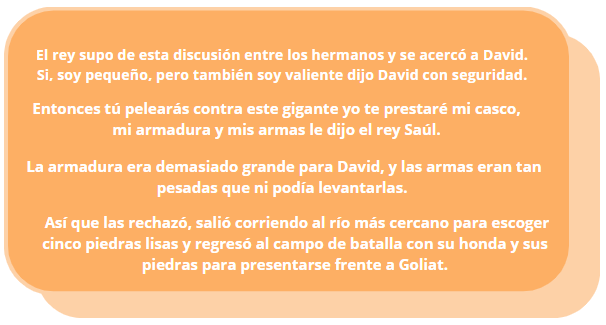 El rey supo de esta discusión entre los hermanos y se acercó a David.
Si, soy pequeño, pero también soy valiente dijo David con seguridad.
Entonces tú pelearás contra este gigante yo te prestaré mi casco,
mi armadura y mis armas le dijo el rey Saúl.
La armadura era demasiado grande para David, y las armas eran tan
pesadas que ni podía levantarlas.
Así que las rechazó, salió corriendo al río más cercano para escoger
cinco piedras lisas y regresó al campo de batalla con su honda y sus
piedras para presentarse frente a Goliat.